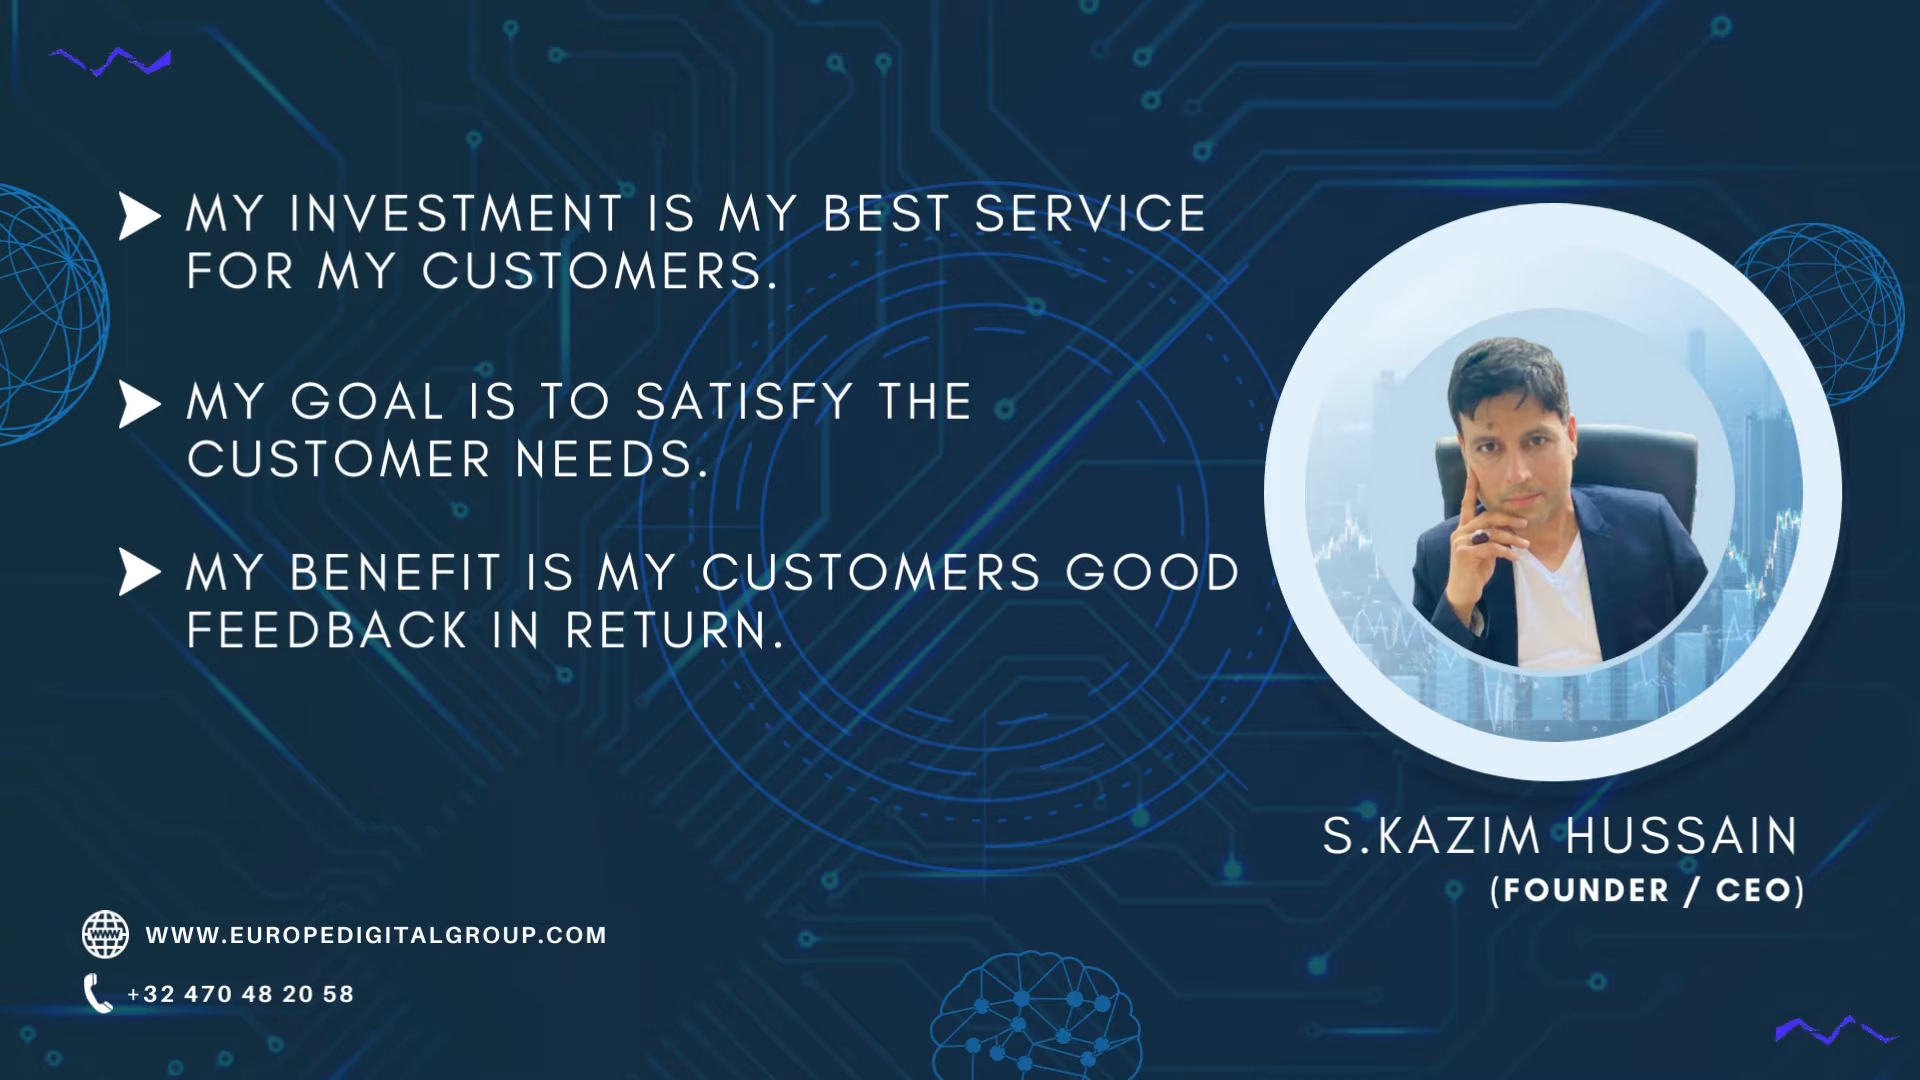 MY INVESTMENT IS MY BEST SERVICE
FOR MY CUSTOMERS.
MY GOAL IS TO SATISFY THE
CUSTOMER NEEDS.
MY BENEFIT IS MY CUSTOMERS GOOD
FEEDBACK IN RETURN.
S.KAZIM HUSSAIN
(FOUNDER / CEO)
WWW
WWW.EUROPEDIGITALGROUP.COM
+32 470 48 20 58